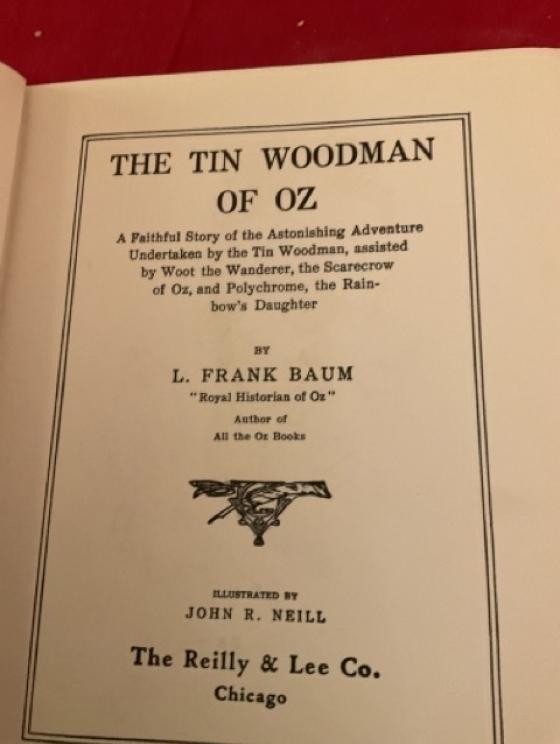 THE TIN WOODMAN
OF OZ
A Faithful Story of the Astonishing Adventure
Undertaken by the Tin Woodman, assisted
by Woot the Wanderer, the Scarecrow
of Oz, and Polychrome, the Rain-
bow's Daughter
BY
L. FRANK BAUM
"Royal Historian of Oz"
Author of
All the Oz Books
ILLUSTRATED BY
JOHN R. NEILL
The Reilly & Lee Co.
Chicago